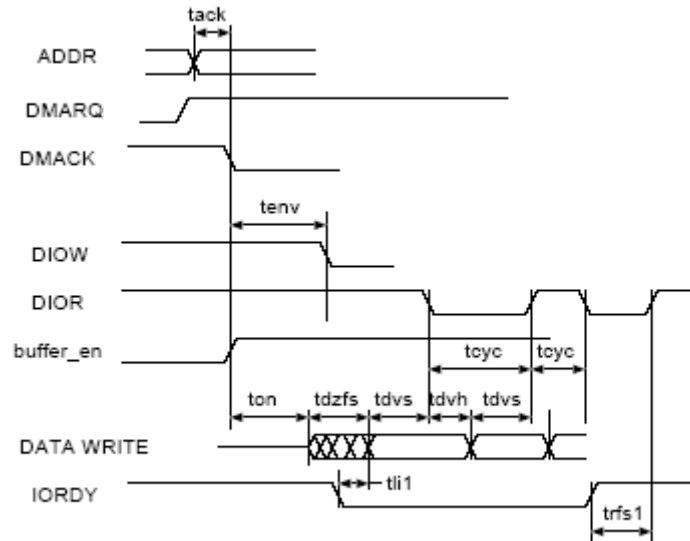 tack
ADDR
DMARQ
DMACK
tenv
DIOW
DIOR
buffer_en
tcyc tcyc
ton tdzfs tdvs tdvh tdvs
DATA WRITE
tli1
IORDY
trfs1